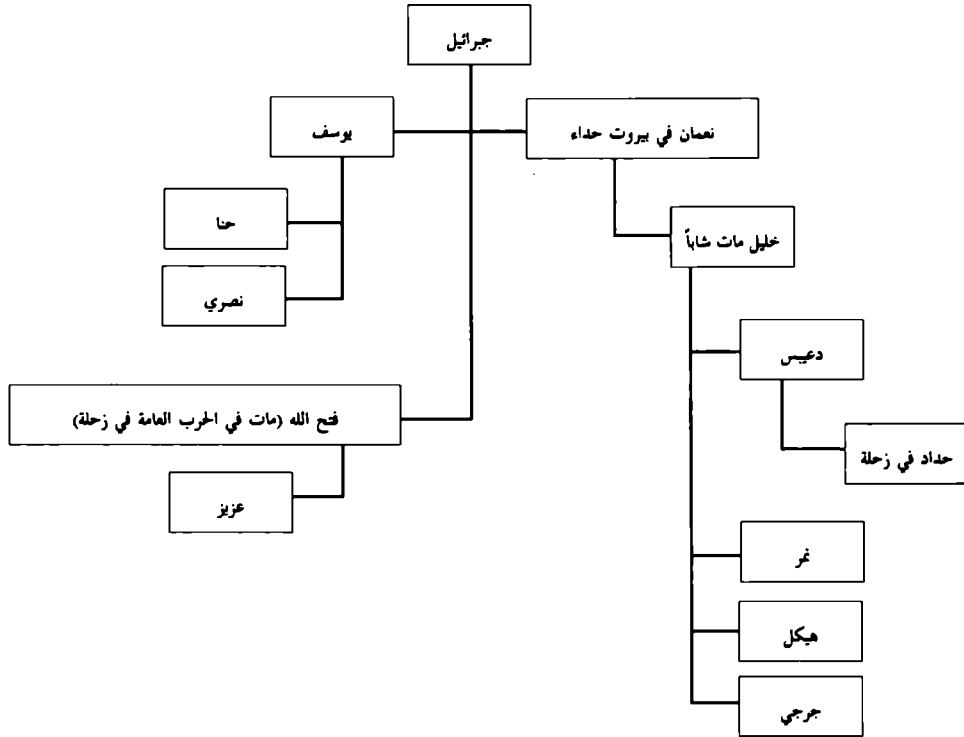 جبرائيل
نعمان في بيروت حداء
يوسف
خليل مات شاباً
حنا
نصري
دعيبس
فتح الله (مات في الحرب العامة في زحلة)
حداد في زحلة
عزيز
نمر
هيكل
جرجي